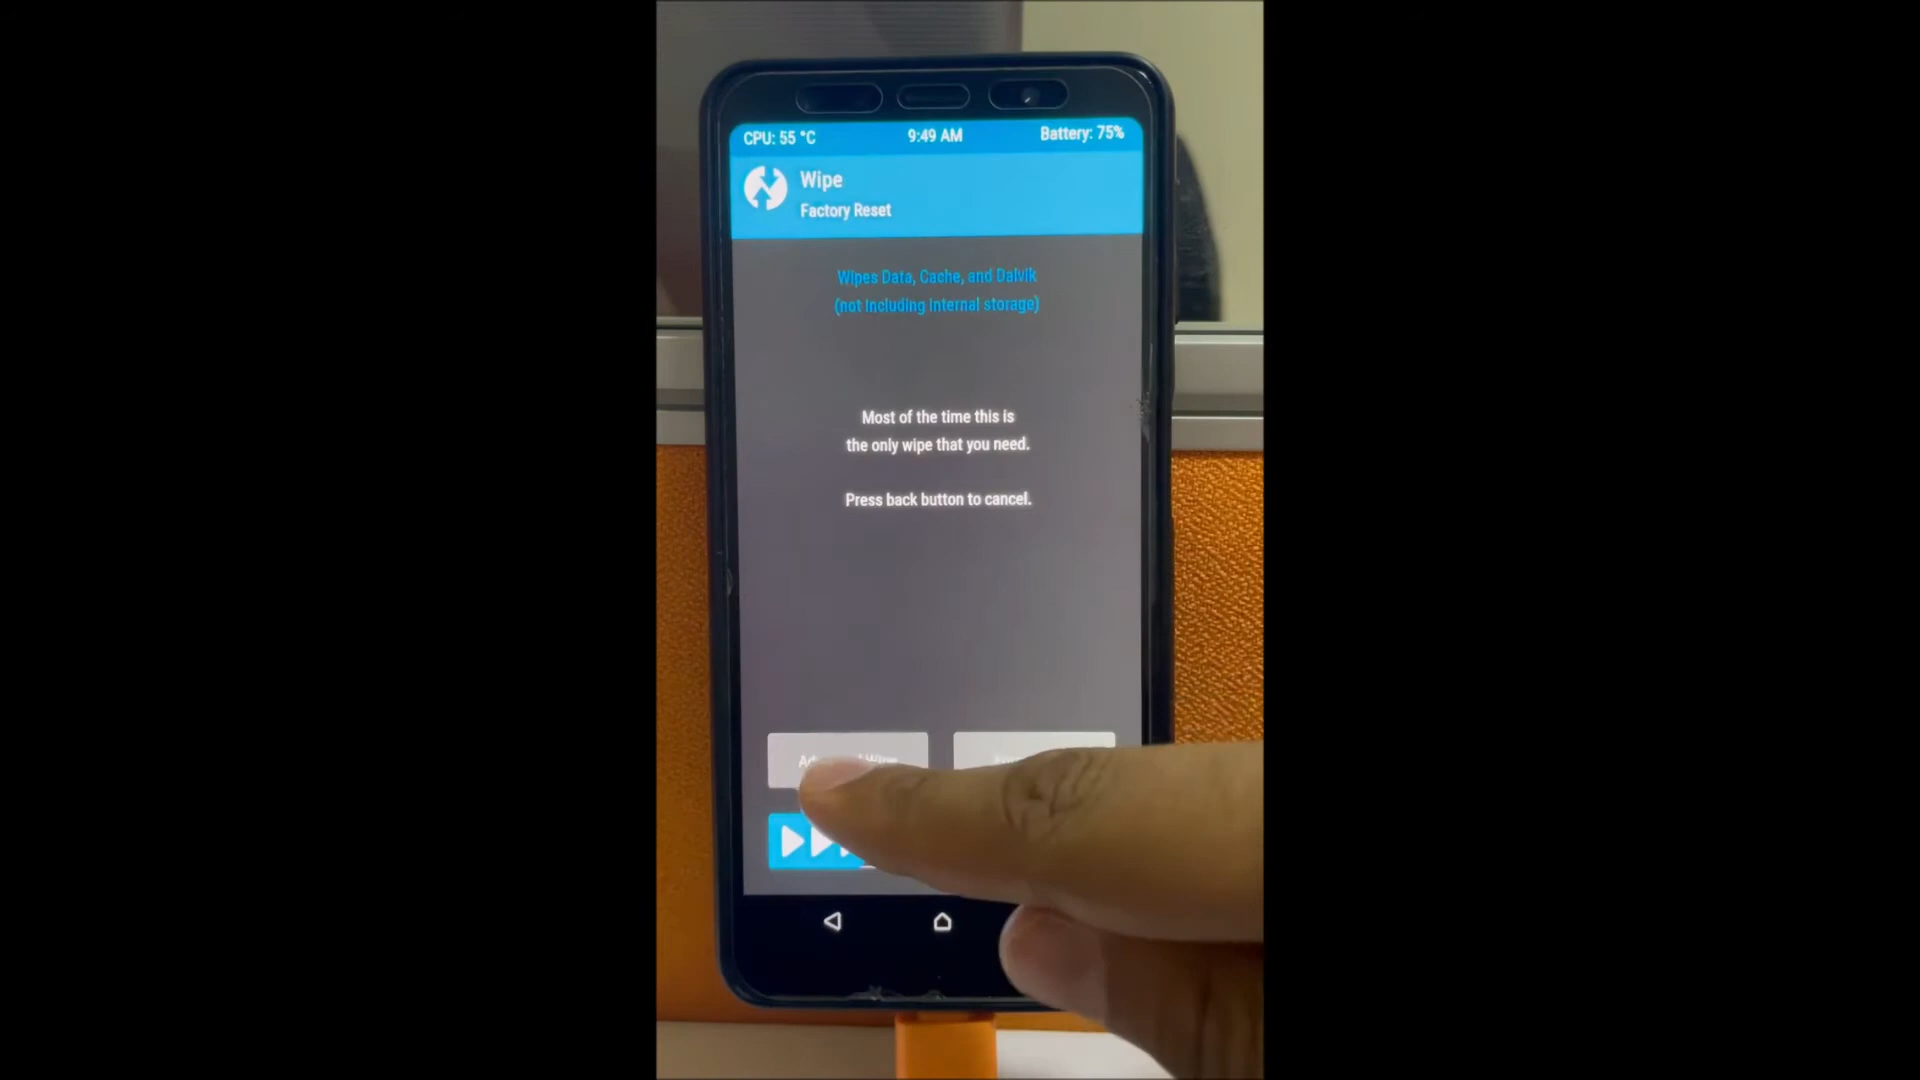 CPU: 55 °C 9:49 AM Battery: 75%
Wipe
Factory Reset
Wipes Data, Cache, and Dalvik
(not including internal storage)
Most of the time this is
the only wipe that you need.
Press back button to cancel.